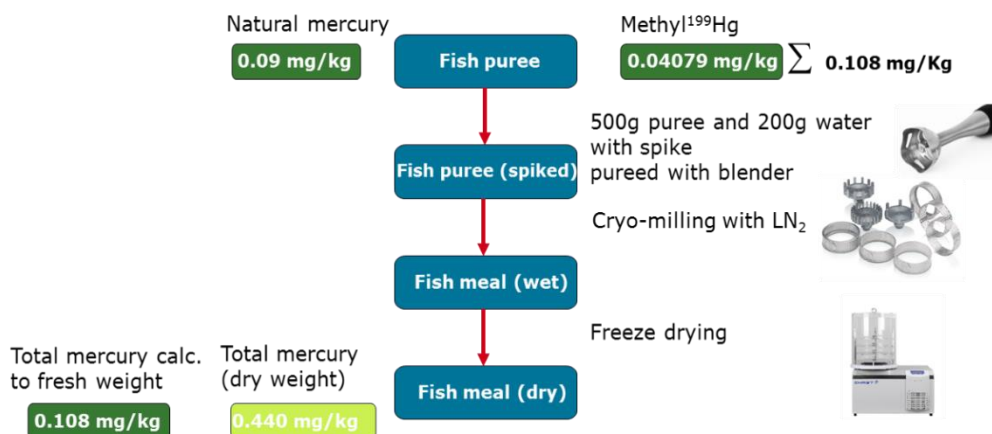 Natural mercury
0.09 mg/kg
Fish puree
Methyl¹⁹⁹Hg
0.04079 mg/kg ∑ 0.108 mg/Kg
500g puree and 200g water
with spike
pureed with blender
Fish puree (spiked)
Cryo-milling with LN₂
Fish meal (wet)
Freeze drying
Total mercury calc.
to fresh weight
0.108 mg/kg
Total mercury
(dry weight)
0.440 mg/kg
Fish meal (dry)